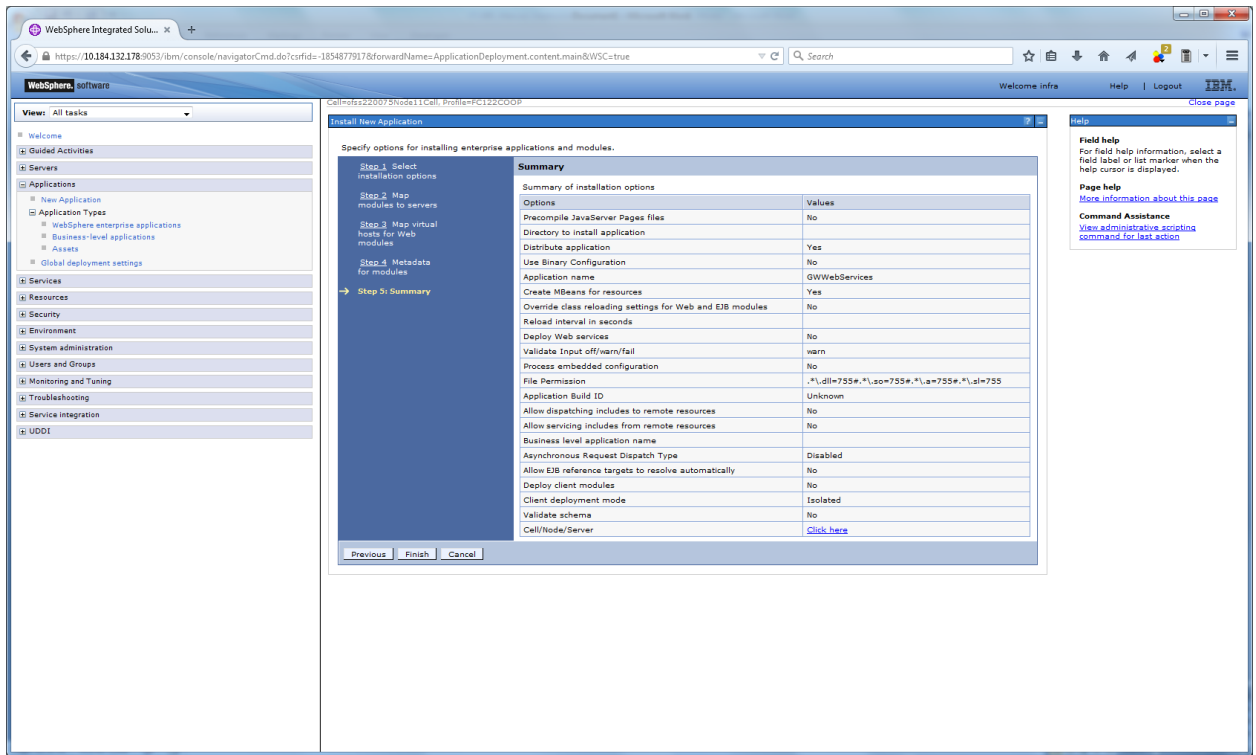 WebSphere Integrated Solu...
https://10.184.132.178:9053/ibm/console/navigatorCmd.do?csrfid=-1854877917&forwardName=ApplicationDeployment.content.main&WSC=true
Search
2
WebSphere. software
Welcome infra
Help | Logout
IBM.
View: All tasks
Welcome
Guided Activities
Servers
Applications
New Application
Application Types
WebSphere enterprise applications
Business-level applications
Assets
Global deployment settings
Services
Resources
Security
Environment
System administration
Users and Groups
Monitoring and Tuning
Troubleshooting
Service integration
UDDI
Cell=ofss220075Node11Cell, Profile=FC122COOP
Close page
Install New Application
Specify options for installing enterprise applications and modules.
Step 1 Select
installation options
Step 2 Map
modules to servers
Step 3 Map virtual
hosts for Web
modules
Step 4 Metadata
for modules
Step 5: Summary
Summary
Summary of installation options
Options Values
Precompile JavaServer Pages files No
Directory to install application
Distribute application Yes
Use Binary Configuration No
Application name GWWebServices
Create MBeans for resources Yes
Override class reloading settings for Web and EJB modules No
Reload interval in seconds
Deploy Web services No
Validate Input off/warn/fail warn
Process embedded configuration No
File Permission .*\.dll=755#.*\.so=755#.*\.a=755#.*\.sl=755
Application Build ID Unknown
Allow dispatching includes to remote resources No
Allow servicing includes from remote resources No
Business level application name
Asynchronous Request Dispatch Type Disabled
Allow EJB reference targets to resolve automatically No
Deploy client modules No
Client deployment mode Isolated
Validate schema No
Cell/Node/Server Click here
Previous Finish Cancel
Help
Field help
For field help information, select a
field label or list marker when the
help cursor is displayed.
Page help
More information about this page
Command Assistance
View administrative scripting
command for last action